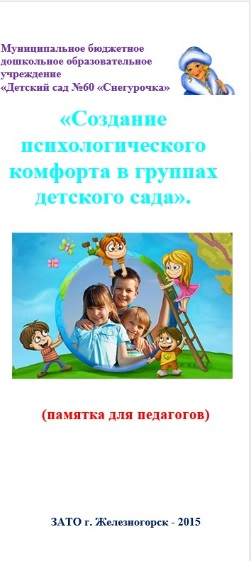 Муниципальное бюджетное
дошкольное образовательное
учреждение
«Детский сад №60 «Снегурочка»
«Создание
психологического
комфорта в группах
детского сада».
(памятка для педагогов)
ЗАТО г. Железногорск - 2015